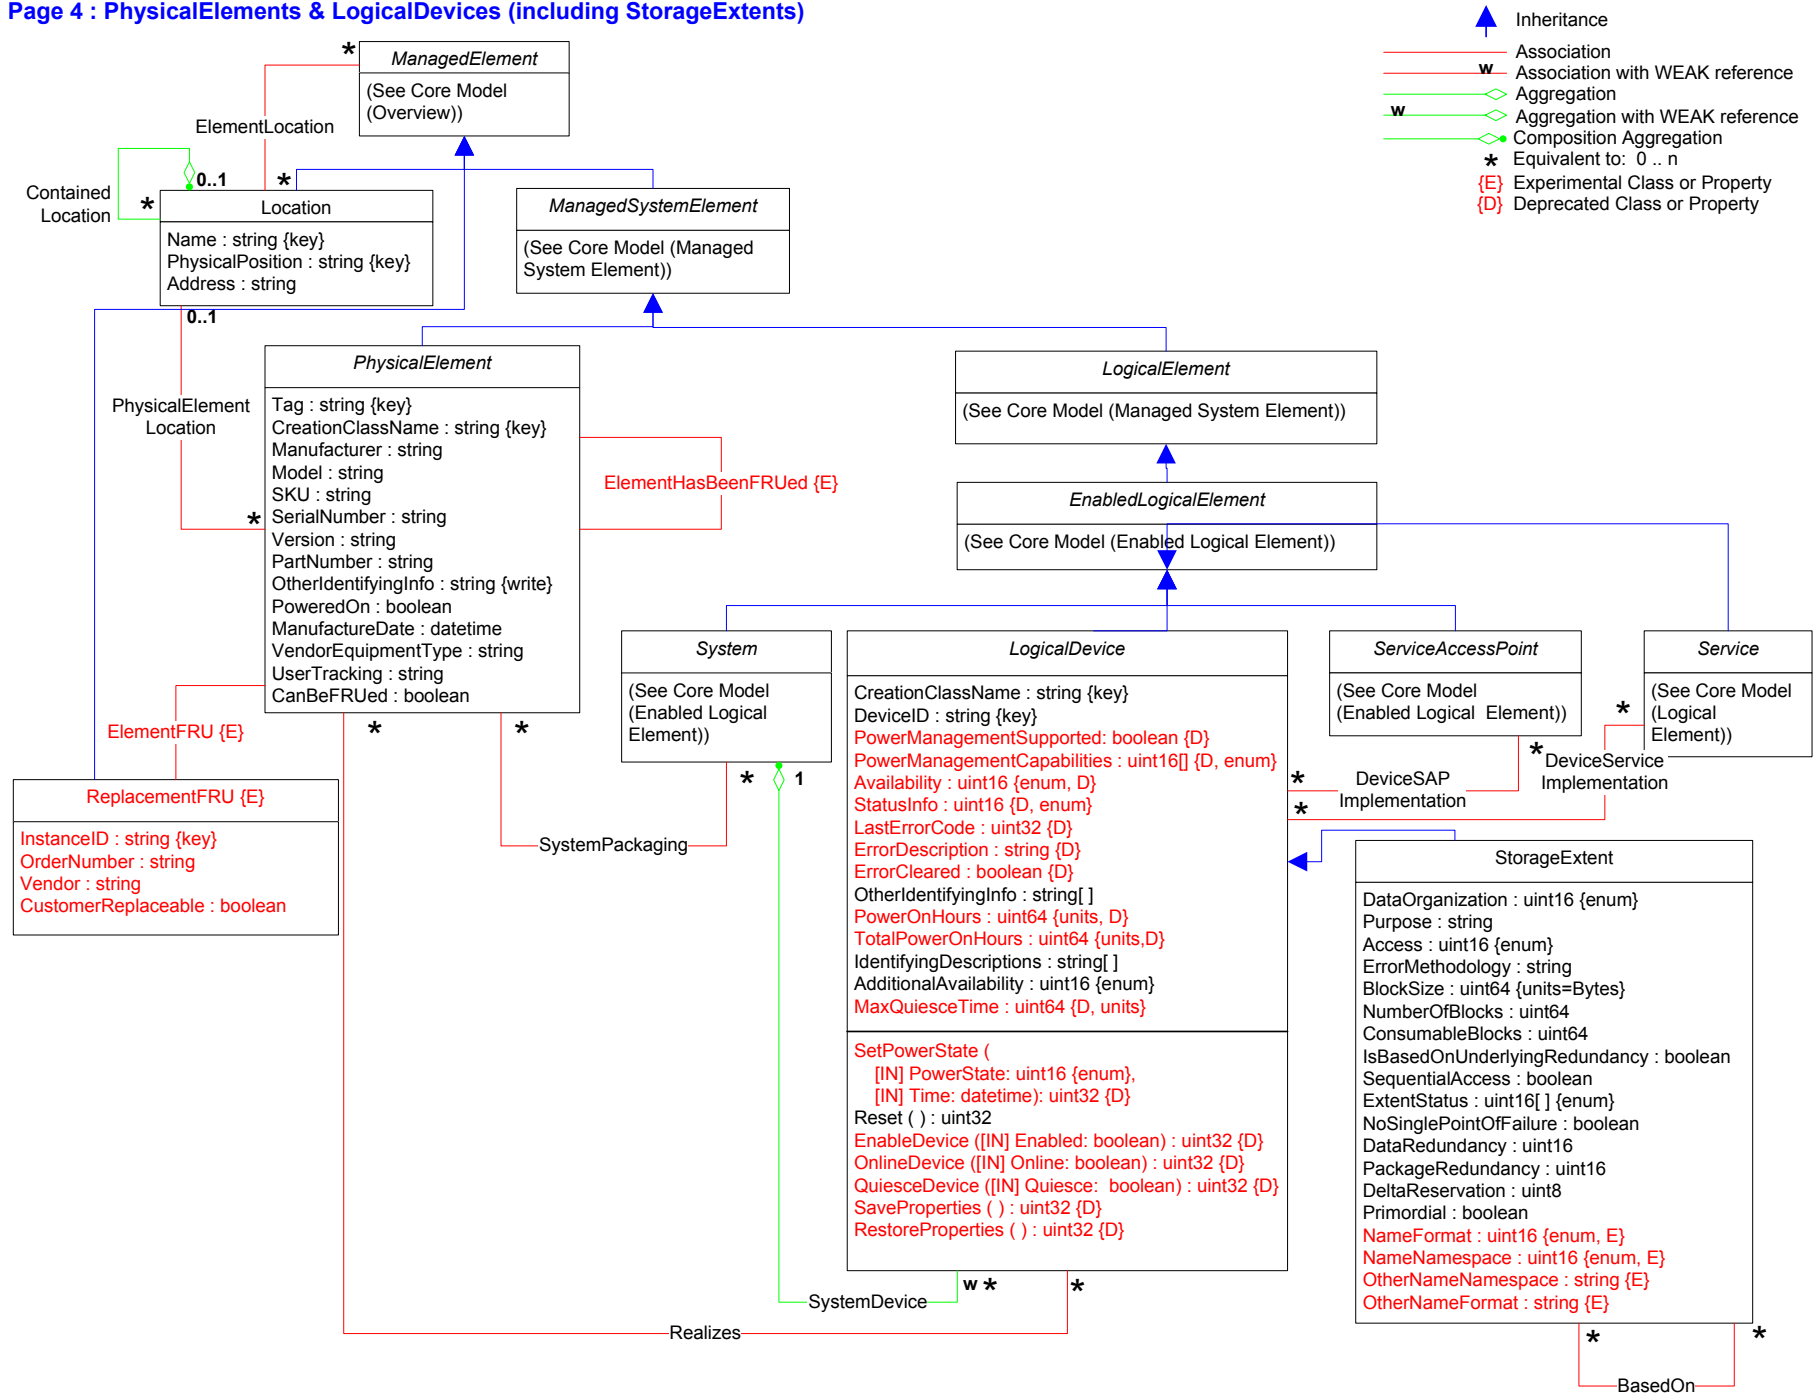 Page 4 : PhysicalElements & LogicalDevices (including StorageExtents)
Inheritance
Association
w
Association with WEAK reference
Aggregation
w
Aggregation with WEAK reference
Composition Aggregation
* Equivalent to: 0 .. n
{E} Experimental Class or Property
{D} Deprecated Class or Property
*
ManagedElement
(See Core Model
(Overview))
ElementLocation
Contained
Location
0..1
*
*
Location
Name : string {key}
PhysicalPosition : string {key}
Address : string
0..1
ManagedSystemElement
(See Core Model (Managed
System Element))
PhysicalElement
Location
*
PhysicalElement
Tag : string {key}
CreationClassName : string {key}
Manufacturer : string
Model : string
SKU : string
SerialNumber : string
Version : string
PartNumber : string
OtherIdentifyingInfo : string {write}
PoweredOn : boolean
ManufactureDate : datetime
VendorEquipmentType : string
UserTracking : string
CanBeFRUed : boolean
*
*
ElementHasBeenFRUed {E}
LogicalElement
(See Core Model (Managed System Element))
EnabledLogicalElement
(See Core Model (Enabled Logical Element))
ElementFRU {E}
ReplacementFRU {E}
InstanceID : string {key}
OrderNumber : string
Vendor : string
CustomerReplaceable : boolean
System
(See Core Model
(Enabled Logical
Element))
*
1
SystemPackaging
LogicalDevice
CreationClassName : string {key}
DeviceID : string {key}
PowerManagementSupported: boolean {D}
PowerManagementCapabilities : uint16[] {D, enum}
Availability : uint16 {enum, D}
StatusInfo : uint16 {D, enum}
LastErrorCode : uint32 {D}
ErrorDescription : string {D}
ErrorCleared : boolean {D}
OtherIdentifyingInfo : string[ ]
PowerOnHours : uint64 {units, D}
TotalPowerOnHours : uint64 {units,D}
IdentifyingDescriptions : string[ ]
AdditionalAvailability : uint16 {enum}
MaxQuiesceTime : uint64 {D, units}
SetPowerState (
[IN] PowerState: uint16 {enum},
[IN] Time: datetime): uint32 {D}
Reset ( ) : uint32
EnableDevice ([IN] Enabled: boolean) : uint32 {D}
OnlineDevice ([IN] Online: boolean) : uint32 {D}
QuiesceDevice ([IN] Quiesce: boolean) : uint32 {D}
SaveProperties ( ) : uint32 {D}
RestoreProperties ( ) : uint32 {D}
w *
*
SystemDevice
Realizes
ServiceAccessPoint
(See Core Model
(Enabled Logical Element))
*
Service
(See Core Model
(Logical
Element))
*
*
DeviceSAP
Implementation
*
DeviceService
Implementation
StorageExtent
DataOrganization : uint16 {enum}
Purpose : string
Access : uint16 {enum}
ErrorMethodology : string
BlockSize : uint64 {units=Bytes}
NumberOfBlocks : uint64
ConsumableBlocks : uint64
IsBasedOnUnderlyingRedundancy : boolean
SequentialAccess : boolean
ExtentStatus : uint16[ ] {enum}
NoSinglePointOfFailure : boolean
DataRedundancy : uint16
PackageRedundancy : uint16
DeltaReservation : uint8
Primordial : boolean
NameFormat : uint16 {enum, E}
NameNamespace : uint16 {enum, E}
OtherNameNamespace : string {E}
OtherNameFormat : string {E}
*
*
BasedOn